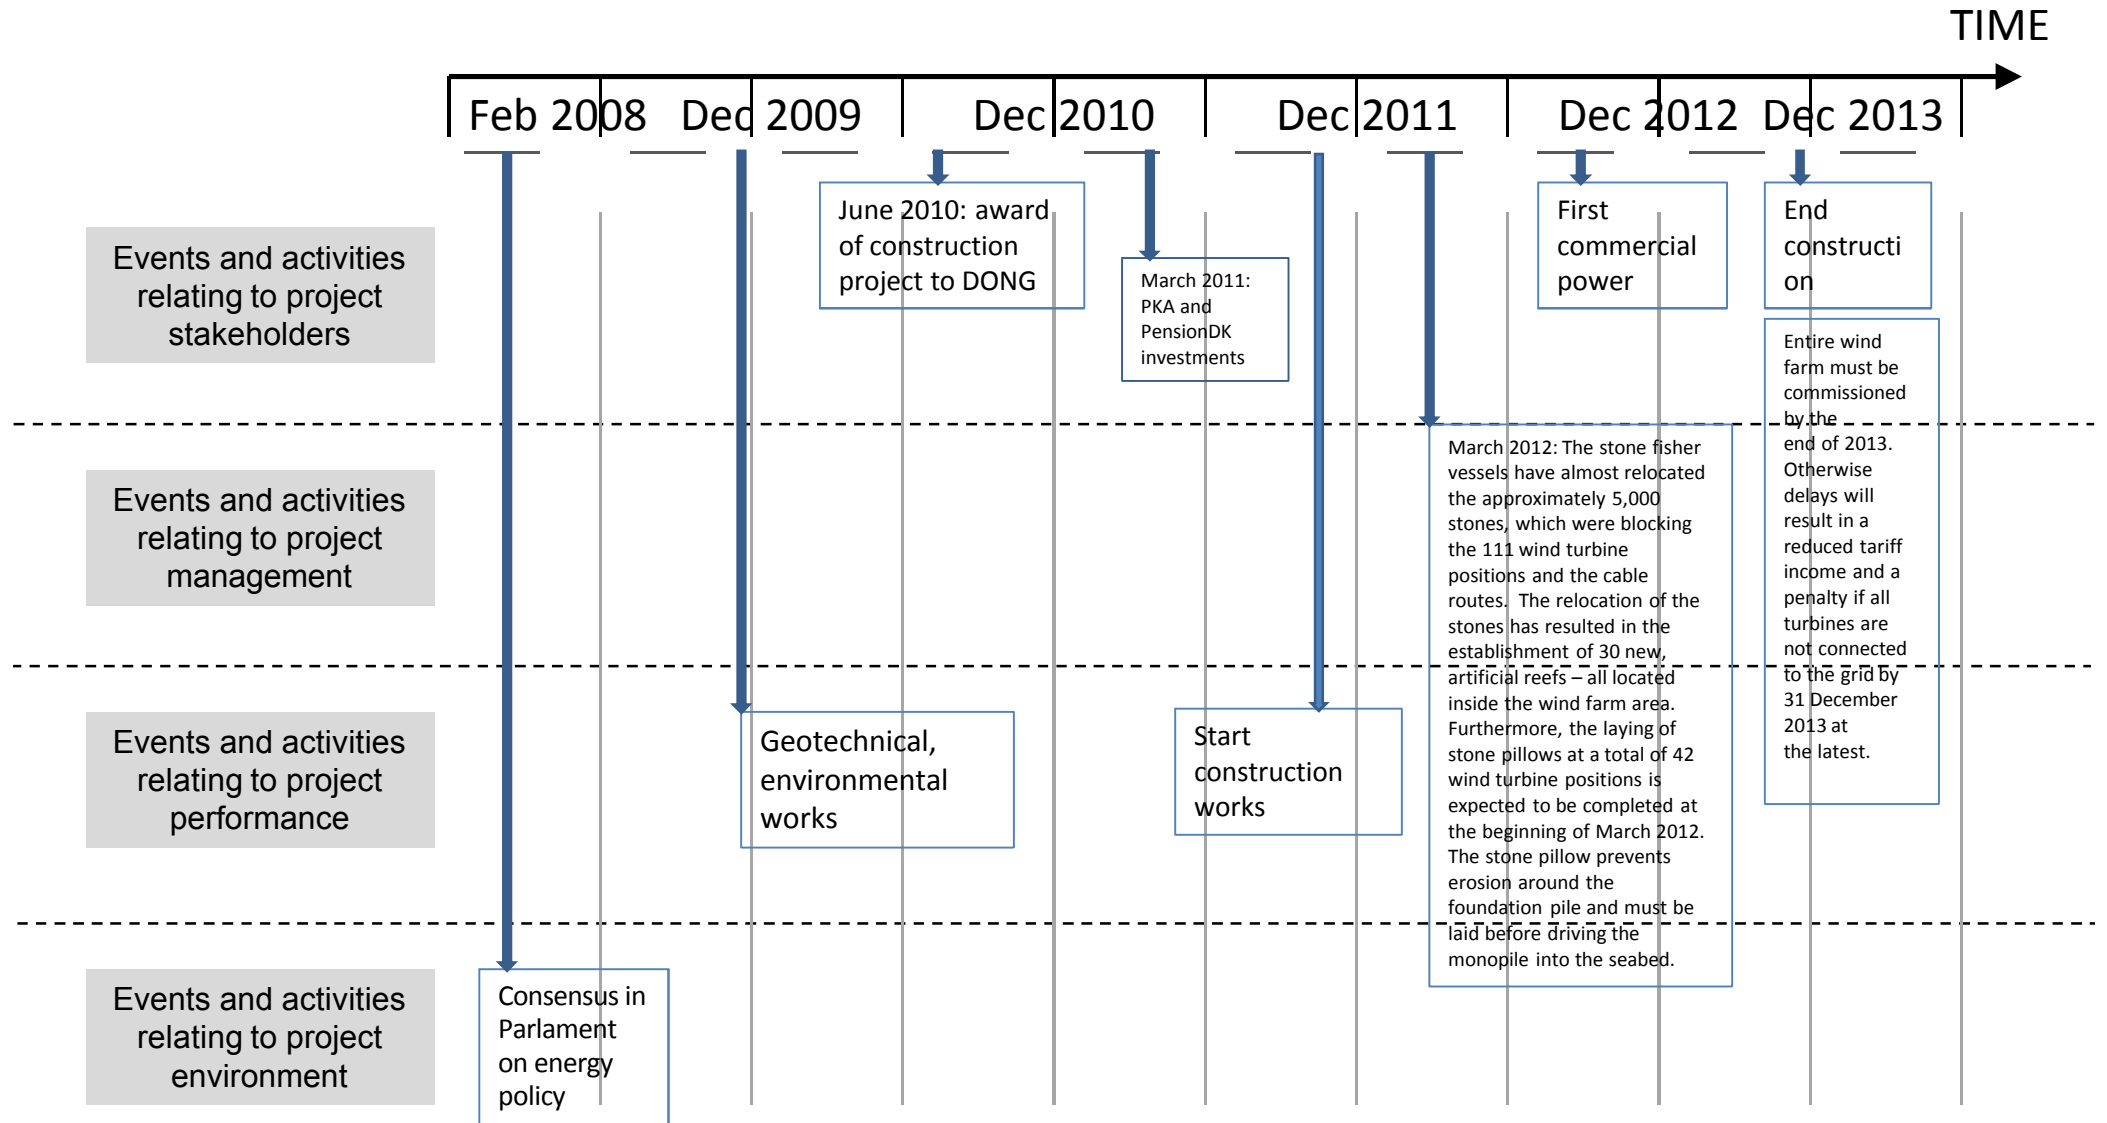 TIME
Feb 2008
Dec 2009
Dec 2010
Dec 2011
Dec 2012
Dec 2013
Events and activities
relating to project
stakeholders
June 2010: award
of construction
project to DONG
March 2011:
PKA and
PensionDK
investments
First
commercial
power
End
constructi
on
Entire wind
farm must be
commissioned
by the
end of 2013.
Otherwise
delays will
result in a
reduced tariff
income and a
penalty if all
turbines are
not connected
to the grid by
31 December
2013 at
the latest.
Events and activities
relating to project
management
March 2012: The stone fisher
vessels have almost relocated
the approximately 5,000
stones, which were blocking
the 111 wind turbine
positions and the cable
routes. The relocation of the
stones has resulted in the
establishment of 30 new,
artificial reefs – all located
inside the wind farm area.
Furthermore, the laying of
stone pillows at a total of 42
wind turbine positions is
expected to be completed at
the beginning of March 2012.
The stone pillow prevents
erosion around the
foundation pile and must be
laid before driving the
monopile into the seabed.
Events and activities
relating to project
performance
Geotechnical,
environmental
works
Start
construction
works
Events and activities
relating to project
environment
Consensus in
Parlament
on energy
policy